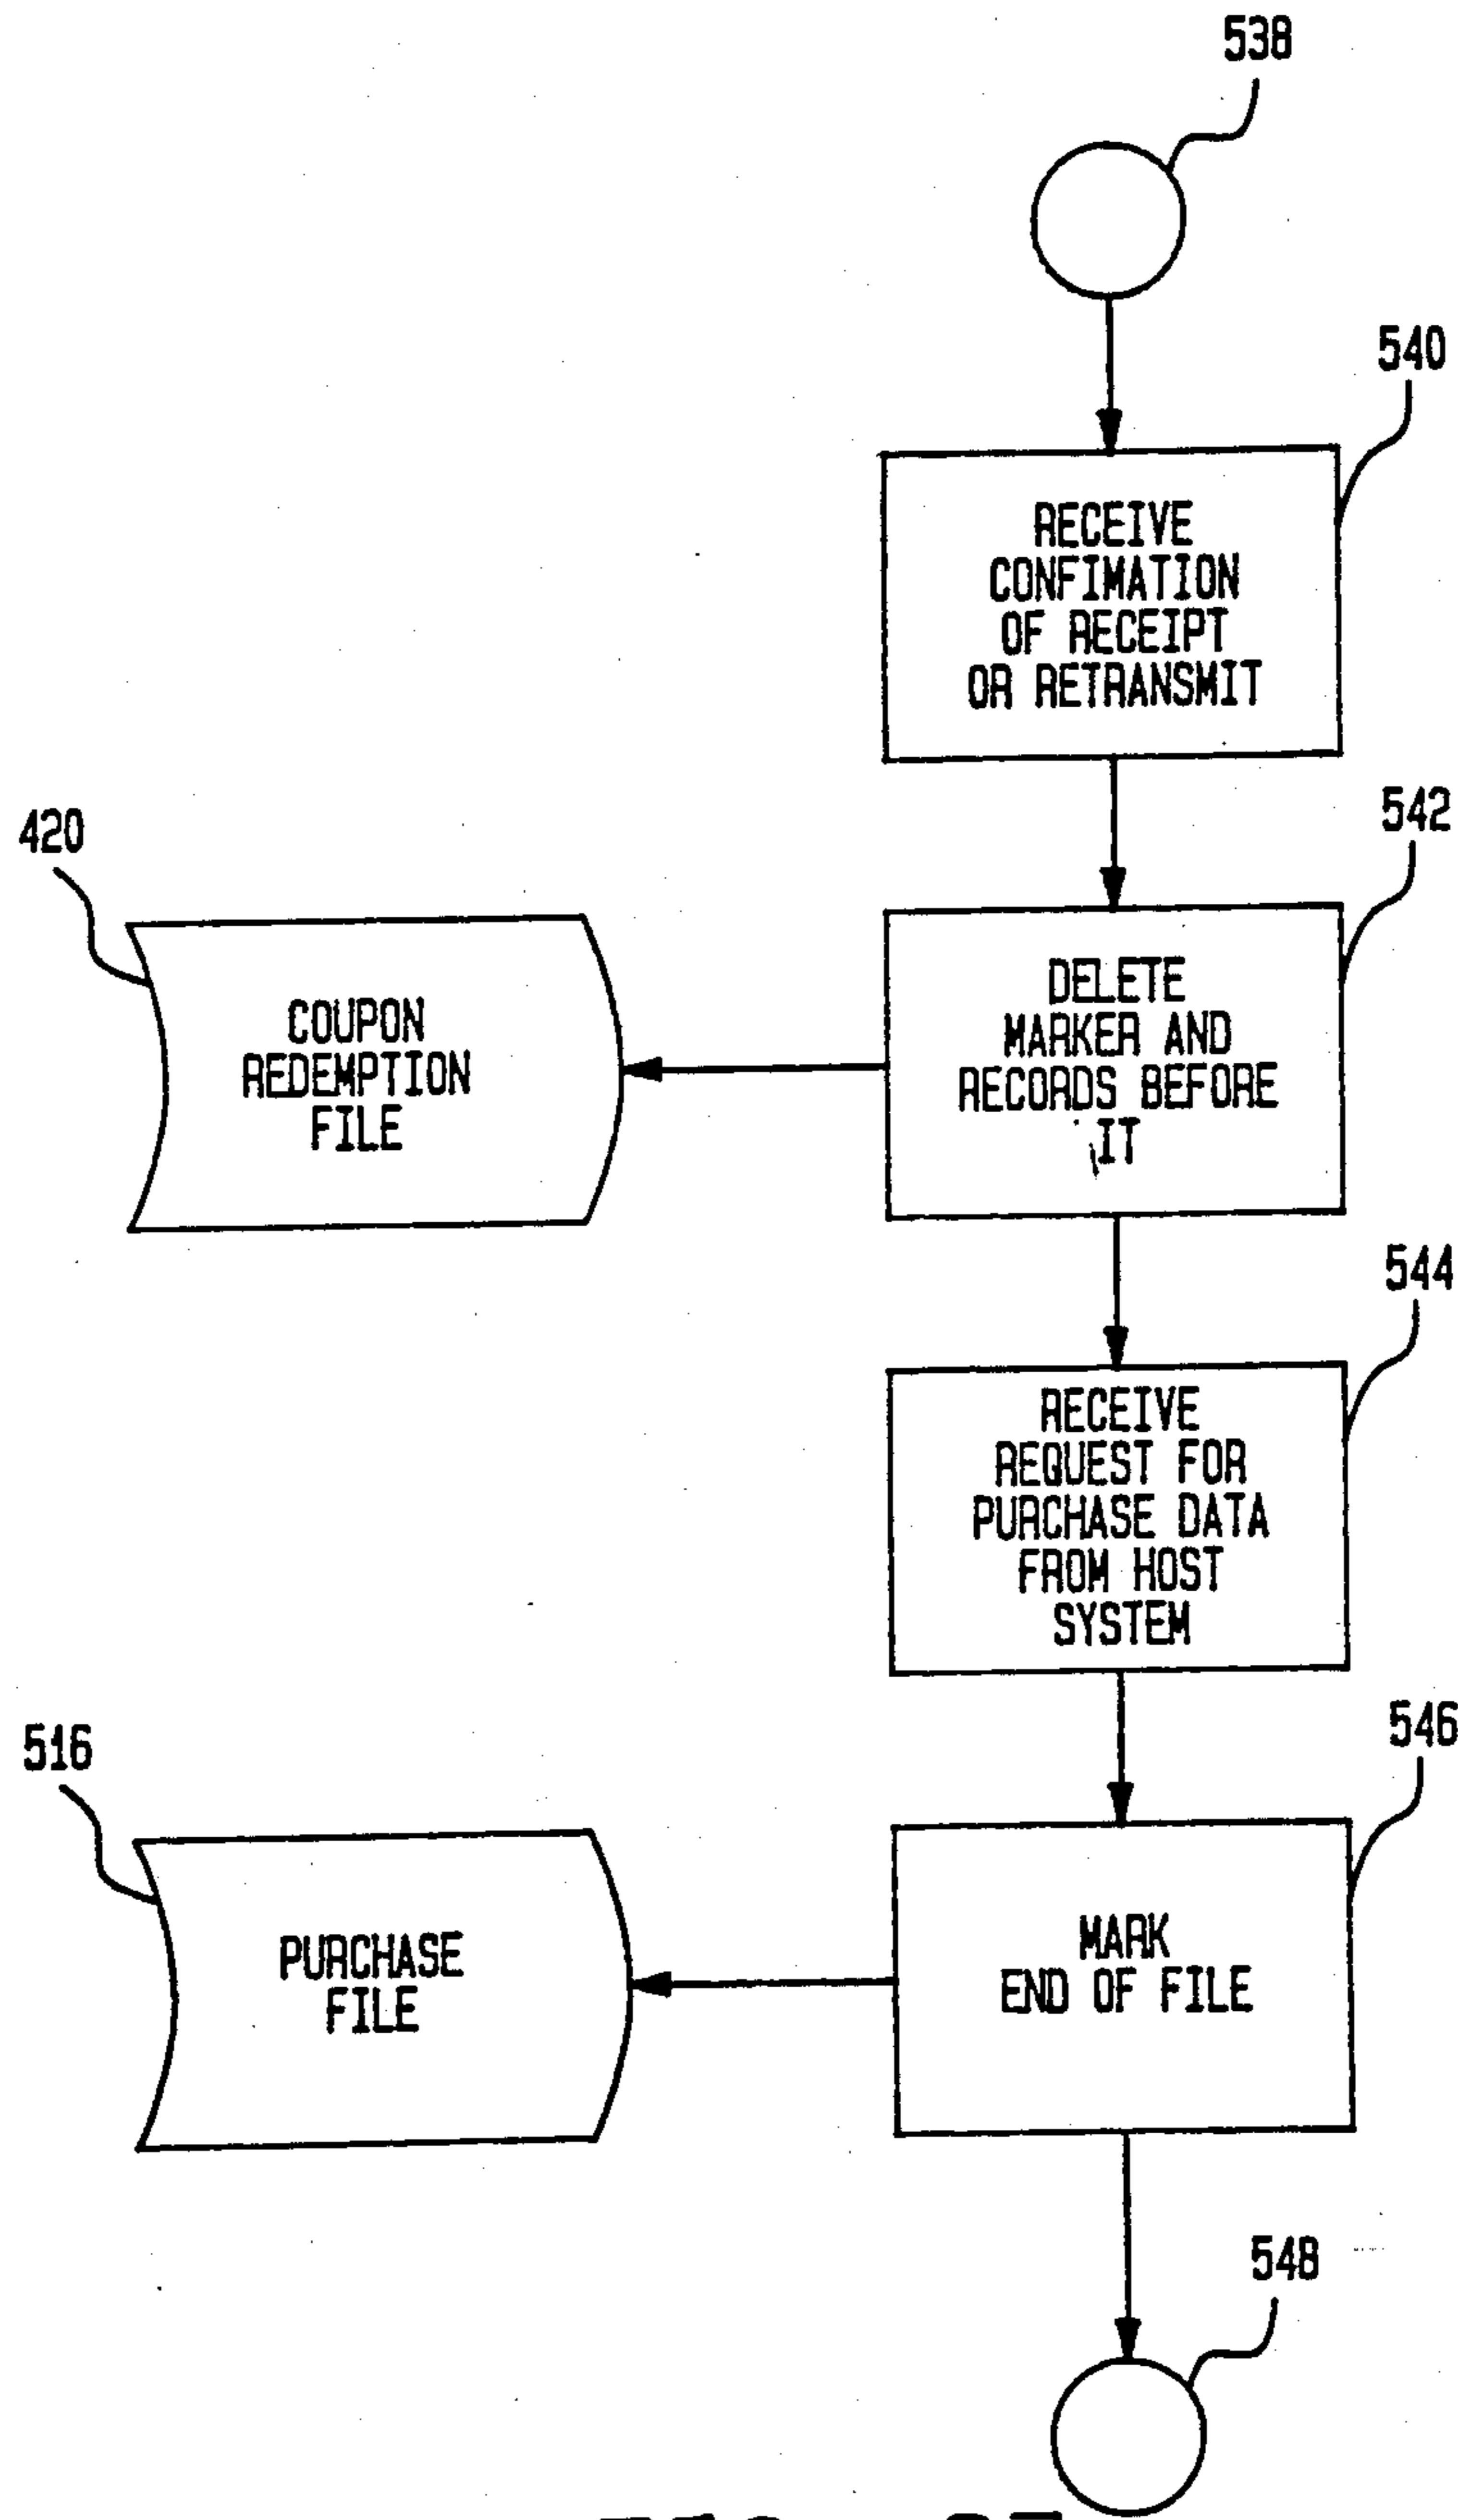 538
540
RECEIVE
CONFIMATION
OF RECEIPT
OR RETRANSMIT
420
542
COUPON
REDEMPTION
FILE
DELETE
MARKER AND
RECORDS BEFORE
IT
544
RECEIVE
REQUEST FOR
PURCHASE DATA
FROM HOST
SYSTEM
516
546
PURCHASE
FILE
MARK
END OF FILE
548